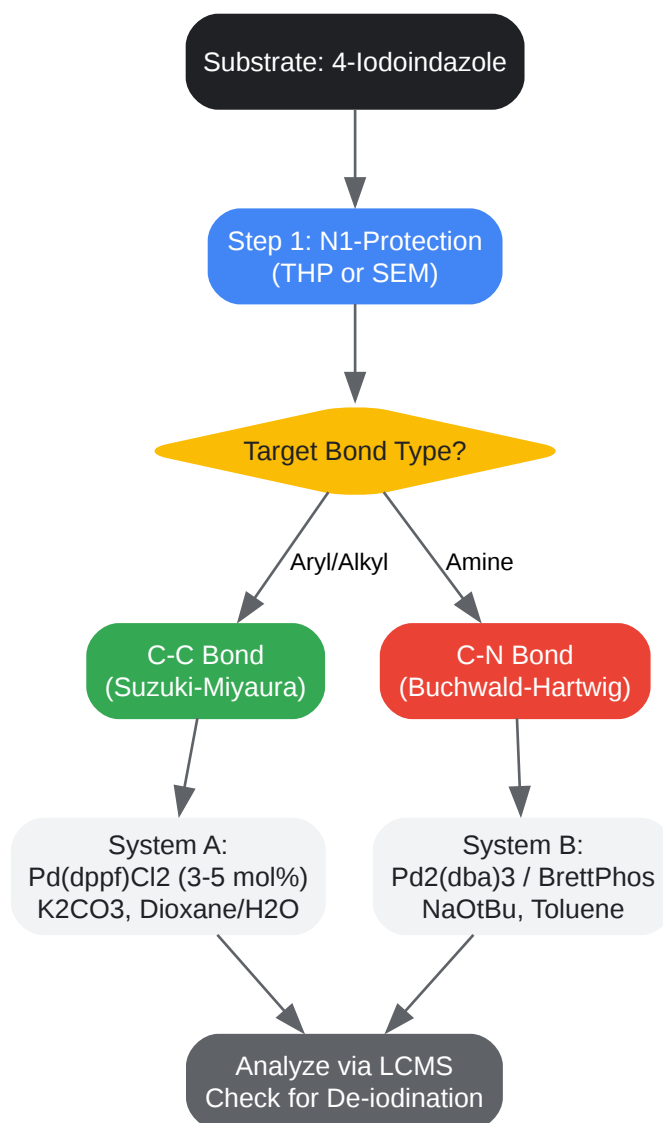 Substrate: 4-Iodoindazole
Step 1: N1-Protection
(THP or SEM)
Target Bond Type?
Aryl/Alkyl
Amine
C-C Bond
(Suzuki-Miyaura)
C-N Bond
(Buchwald-Hartwig)
System A:
Pd(dppf)Cl2 (3-5 mol%)
K2CO3, Dioxane/H2O
System B:
Pd2(dba)3 / BrettPhos
NaOtBu, Toluene
Analyze via LCMS
Check for De-iodination